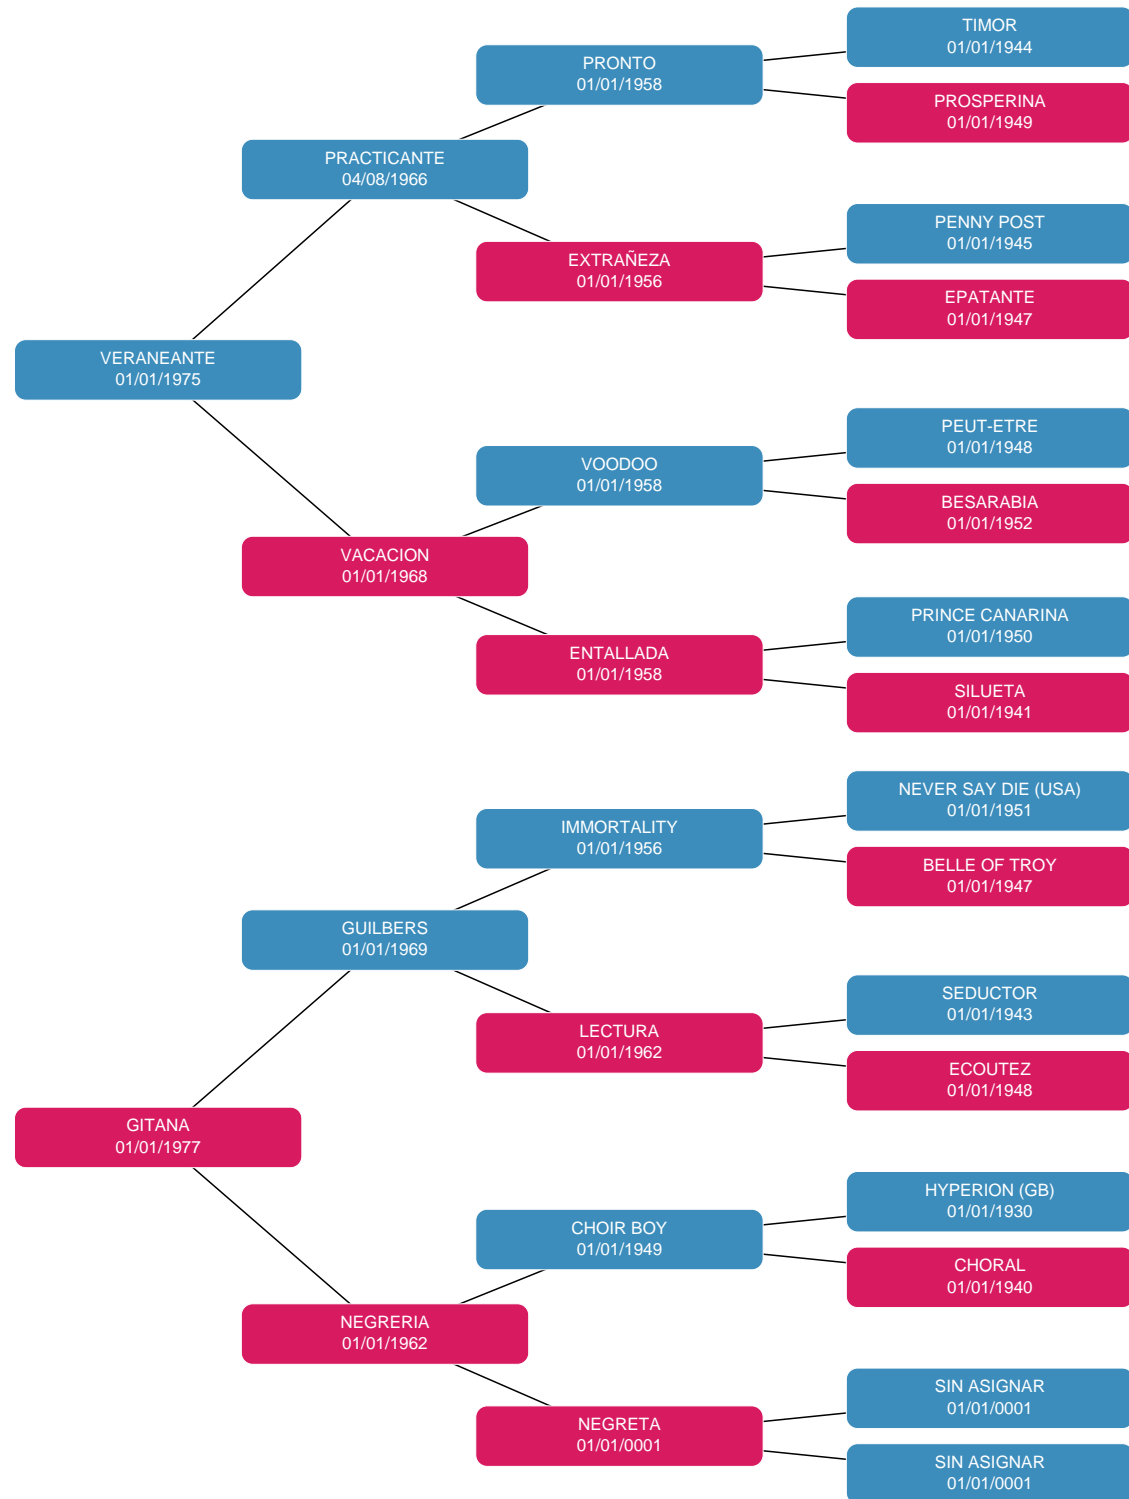 TIMOR
01/01/1944
PRONTO
01/01/1958
PROSPERINA
01/01/1949
PRACTICANTE
04/08/1966
PENNY POST
01/01/1945
EXTRAÑEZA
01/01/1956
EPATANTE
01/01/1947
VERANEANTE
01/01/1975
PEUT-ETRE
01/01/1948
VOODOO
01/01/1958
BESARABIA
01/01/1952
VACACION
01/01/1968
PRINCE CANARINA
01/01/1950
ENTALLADA
01/01/1958
SILUETA
01/01/1941
NEVER SAY DIE (USA)
01/01/1951
IMMORTALITY
01/01/1956
BELLE OF TROY
01/01/1947
GUILBERS
01/01/1969
SEDUCTOR
01/01/1943
LECTURA
01/01/1962
ECOUTEZ
01/01/1948
GITANA
01/01/1977
HYPERION (GB)
01/01/1930
CHOIR BOY
01/01/1949
CHORAL
01/01/1940
NEGRERIA
01/01/1962
SIN ASIGNAR
01/01/0001
NEGRETA
01/01/0001
SIN ASIGNAR
01/01/0001